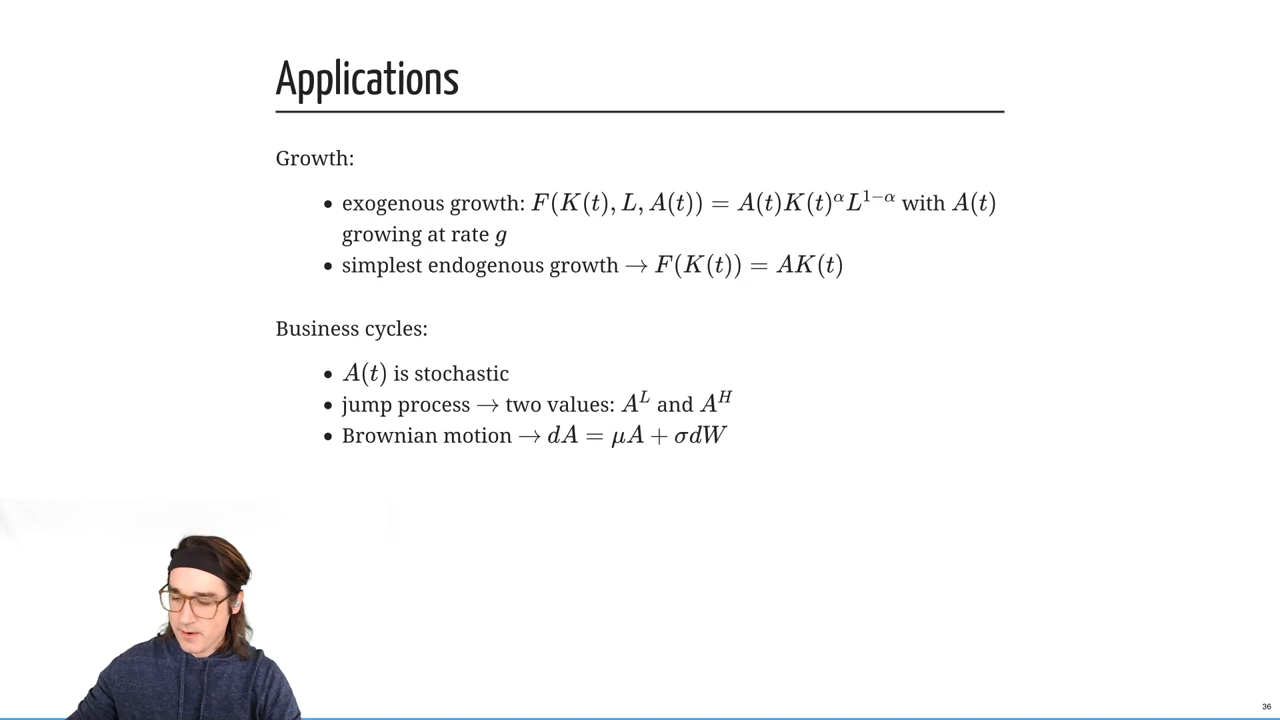 Applications
Growth:
• exogenous growth: F(K(t), L, A(t)) = A(t)K(t)^α L^{1−α} with A(t)
growing at rate g
• simplest endogenous growth → F(K(t)) = AK(t)
Business cycles:
• A(t) is stochastic
• jump process → two values: A^L and A^H
• Brownian motion → dA = μA + σdW
36